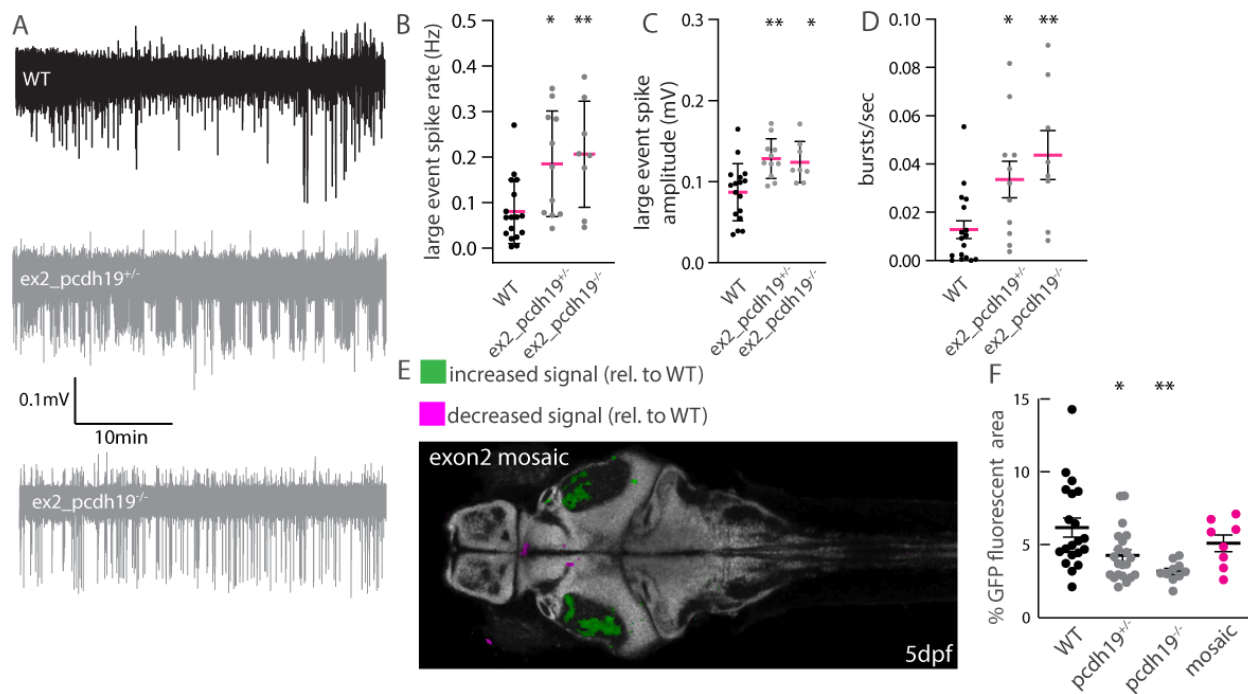 A
WT
ex2_pcdh19+/-
0.1mV
10min
ex2_pcdh19-/-
B
large event spike rate (Hz)
0.5
0.4
0.3
0.2
0.1
0.0
* **
WT
ex2_pcdh19+/-
ex2_pcdh19-/-
C
large event spike
amplitude (mV)
0.3
0.2
0.1
0.0
** *
WT
ex2_pcdh19+/-
ex2_pcdh19-/-
D
bursts/sec
0.10
0.08
0.06
0.04
0.02
0.00
* **
WT
ex2_pcdh19+/-
ex2_pcdh19-/-
E
increased signal (rel. to WT)
decreased signal (rel. to WT)
exon2 mosaic
5dpf
F
% GFP fluorescent area
15
10
5
0
* **
WT
pcdh19+/-
pcdh19-/-
mosaic